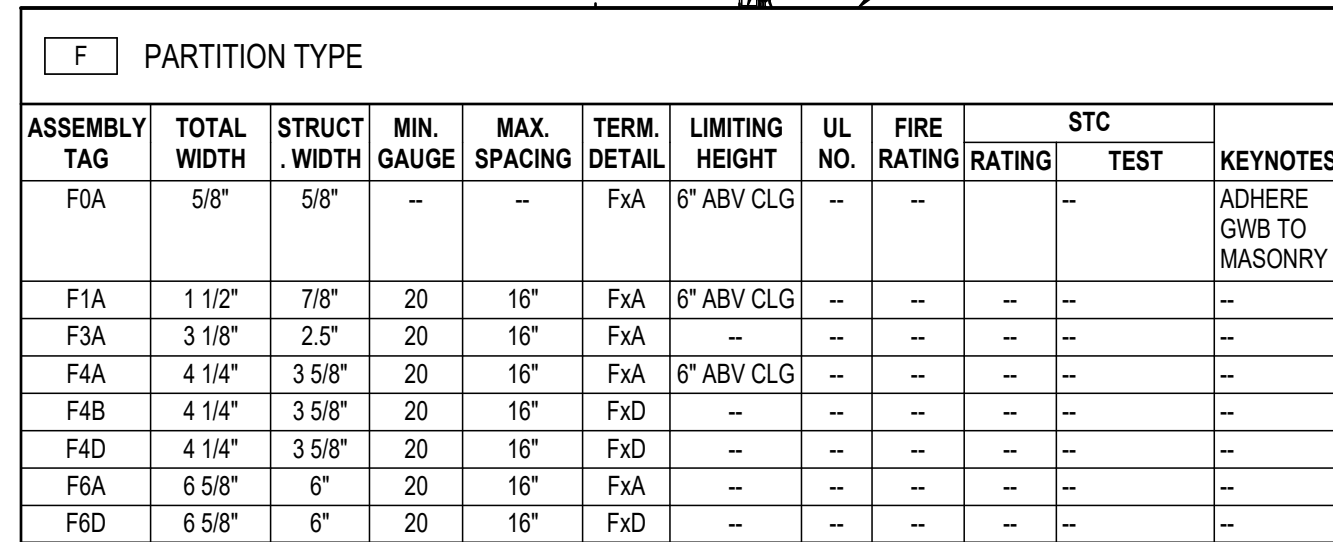 F PARTITION TYPE
ASSEMBLY TAG TOTAL WIDTH STRUCT . WIDTH MIN. GAUGE MAX. SPACING TERM. DETAIL LIMITING HEIGHT UL NO. FIRE RATING STC RATING TEST KEYNOTES
F0A 5/8" 5/8" -- -- FxA 6" ABV CLG -- -- -- ADHERE GWB TO MASONRY
F1A 1 1/2" 7/8" 20 16" FxA 6" ABV CLG -- -- -- -- --
F3A 3 1/8" 2.5" 20 16" FxA -- -- -- -- -- --
F4A 4 1/4" 3 5/8" 20 16" FxA 6" ABV CLG -- -- -- -- --
F4B 4 1/4" 3 5/8" 20 16" FxD -- -- -- -- -- --
F4D 4 1/4" 3 5/8" 20 16" FxD -- -- -- -- -- --
F6A 6 5/8" 6" 20 16" FxA -- -- -- -- -- --
F6D 6 5/8" 6" 20 16" FxD -- -- -- -- -- --